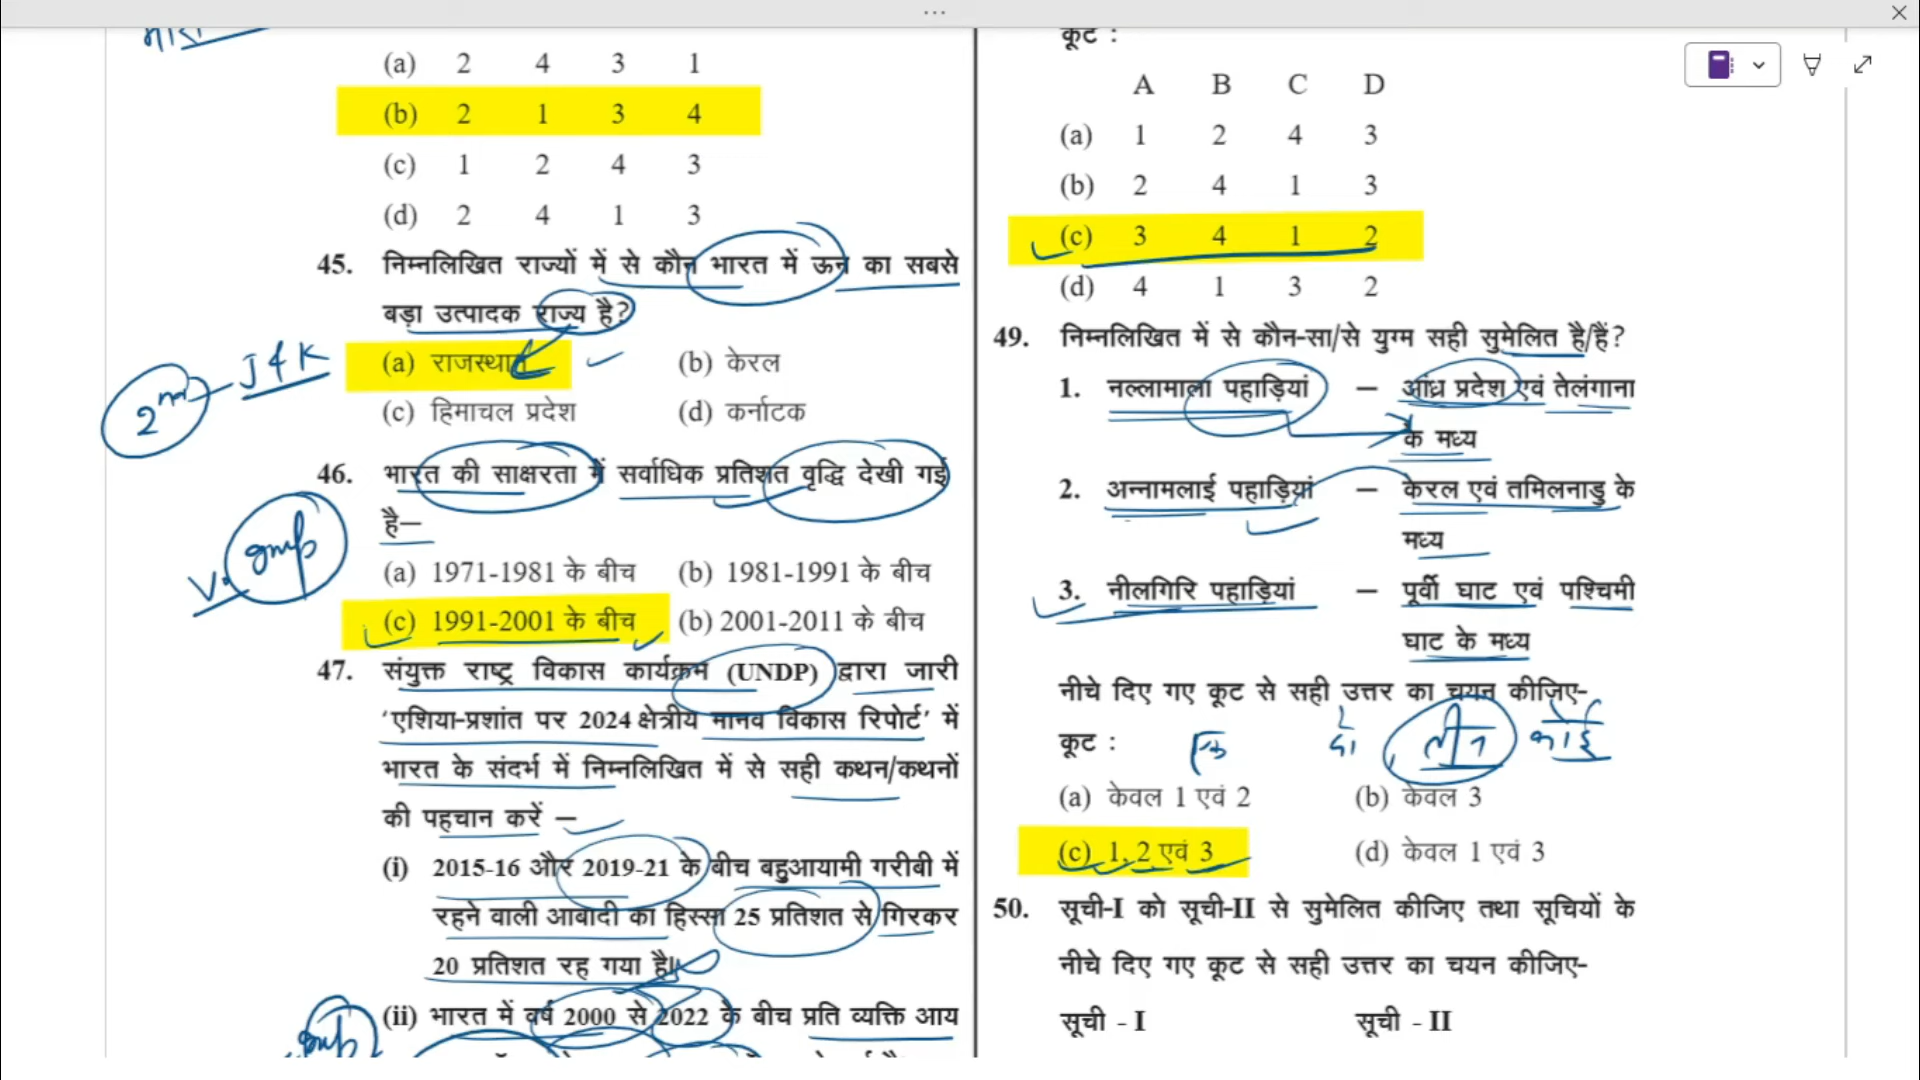 (a) 2 4 3 1
(b) 2 1 3 4
(c) 1 2 4 3
(d) 2 4 1 3
45. निम्नलिखित राज्यों में से कौन भारत में ऊन का सबसे
बड़ा उत्पादक राज्य है?
(a) राजस्थान (b) केरल
2nd - J & K
(c) हिमाचल प्रदेश (d) कर्नाटक
46. भारत की साक्षरता में सर्वाधिक प्रतिशत वृद्धि देखी गई
है—
(a) 1971-1981 के बीच (b) 1981-1991 के बीच
(c) 1991-2001 के बीच (b) 2001-2011 के बीच
47. संयुक्त राष्ट्र विकास कार्यक्रम (UNDP) द्वारा जारी
'एशिया-प्रशांत पर 2024 क्षेत्रीय मानव विकास रिपोर्ट' में
भारत के संदर्भ में निम्नलिखित में से सही कथन/कथनों
की पहचान करें —
(i) 2015-16 और 2019-21 के बीच बहुआयामी गरीबी में
रहने वाली आबादी का हिस्सा 25 प्रतिशत से गिरकर
20 प्रतिशत रह गया है।
(ii) भारत में वर्ष 2000 से 2022 के बीच प्रति व्यक्ति आय
कूट :
A B C D
(a) 1 2 4 3
(b) 2 4 1 3
(c) 3 4 1 2
(d) 4 1 3 2
49. निम्नलिखित में से कौन-सा/से युग्म सही सुमेलित है/हैं?
1. नल्लामाला पहाड़ियां — आंध्र प्रदेश एवं तेलंगाना
के मध्य
2. अन्नामलाई पहाड़ियां — केरल एवं तमिलनाडु के
मध्य
3. नीलगिरि पहाड़ियां — पूर्वी घाट एवं पश्चिमी
घाट के मध्य
नीचे दिए गए कूट से सही उत्तर का चयन कीजिए-
कूट :
(a) केवल 1 एवं 2 (b) केवल 3
(c) 1, 2 एवं 3 (d) केवल 1 एवं 3
50. सूची-I को सूची-II से सुमेलित कीजिए तथा सूचियों के
नीचे दिए गए कूट से सही उत्तर का चयन कीजिए-
सूची - I सूची - II